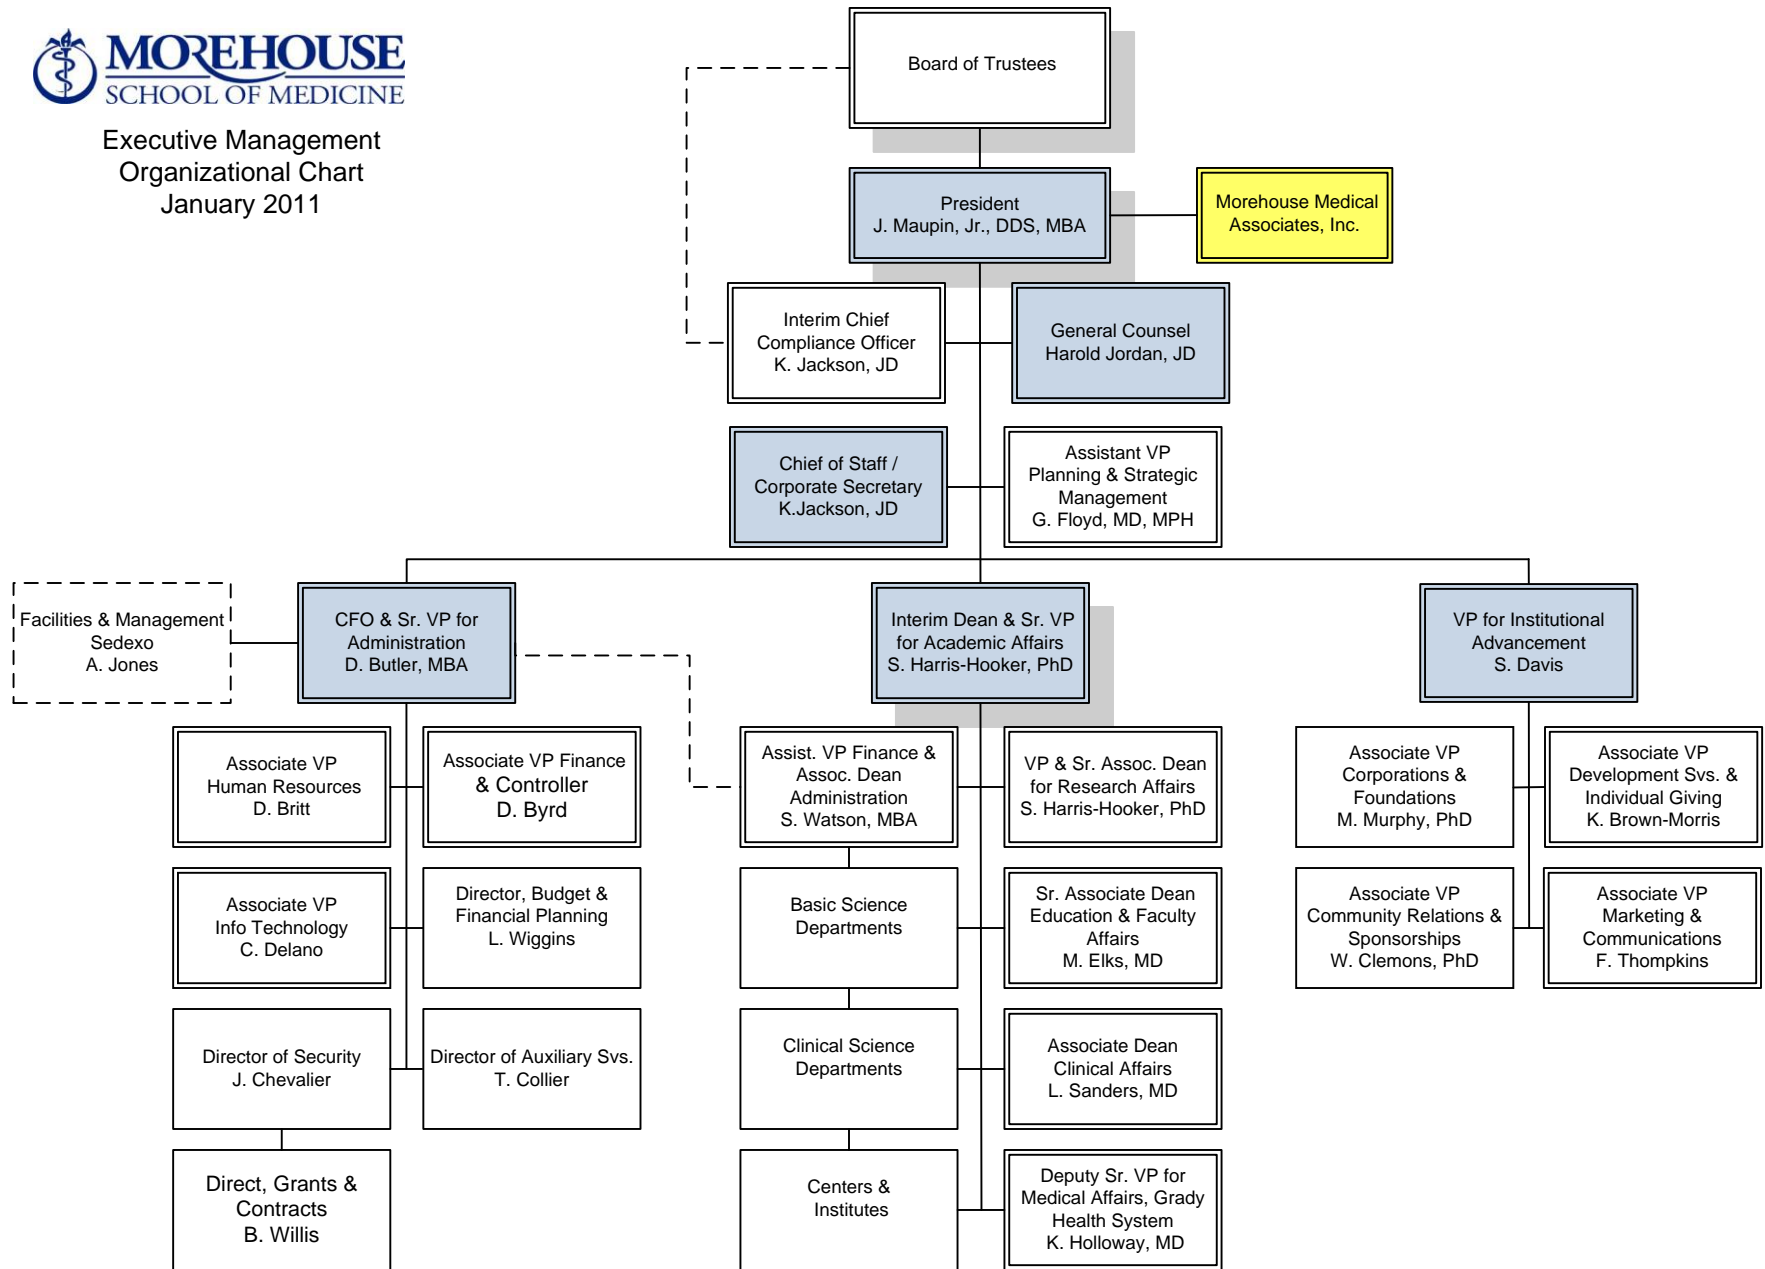 MOREHOUSE
SCHOOL OF MEDICINE
Executive Management
Organizational Chart
January 2011
Board of Trustees
President
J. Maupin, Jr., DDS, MBA
Morehouse Medical
Associates, Inc.
Interim Chief
Compliance Officer
K. Jackson, JD
General Counsel
Harold Jordan, JD
Chief of Staff /
Corporate Secretary
K.Jackson, JD
Assistant VP
Planning & Strategic
Management
G. Floyd, MD, MPH
Facilities & Management
Sedexo
A. Jones
CFO & Sr. VP for
Administration
D. Butler, MBA
Interim Dean & Sr. VP
for Academic Affairs
S. Harris-Hooker, PhD
VP for Institutional
Advancement
S. Davis
Associate VP
Human Resources
D. Britt
Associate VP Finance
& Controller
D. Byrd
Assist. VP Finance &
Assoc. Dean
Administration
S. Watson, MBA
VP & Sr. Assoc. Dean
for Research Affairs
S. Harris-Hooker, PhD
Associate VP
Corporations &
Foundations
M. Murphy, PhD
Associate VP
Development Svs. &
Individual Giving
K. Brown-Morris
Associate VP
Info Technology
C. Delano
Director, Budget &
Financial Planning
L. Wiggins
Basic Science
Departments
Sr. Associate Dean
Education & Faculty
Affairs
M. Elks, MD
Associate VP
Community Relations &
Sponsorships
W. Clemons, PhD
Associate VP
Marketing &
Communications
F. Thompkins
Director of Security
J. Chevalier
Director of Auxiliary Svs.
T. Collier
Clinical Science
Departments
Associate Dean
Clinical Affairs
L. Sanders, MD
Direct, Grants &
Contracts
B. Willis
Centers &
Institutes
Deputy Sr. VP for
Medical Affairs, Grady
Health System
K. Holloway, MD